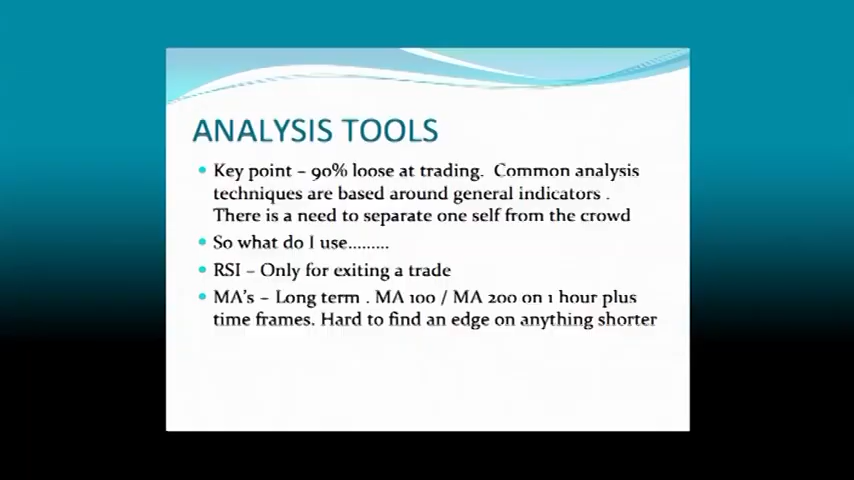 ANALYSIS TOOLS
• Key point – 90% loose at trading. Common analysis
techniques are based around general indicators .
There is a need to separate one self from the crowd
• So what do I use.........
• RSI – Only for exiting a trade
• MA's – Long term . MA 100 / MA 200 on 1 hour plus
time frames. Hard to find an edge on anything shorter